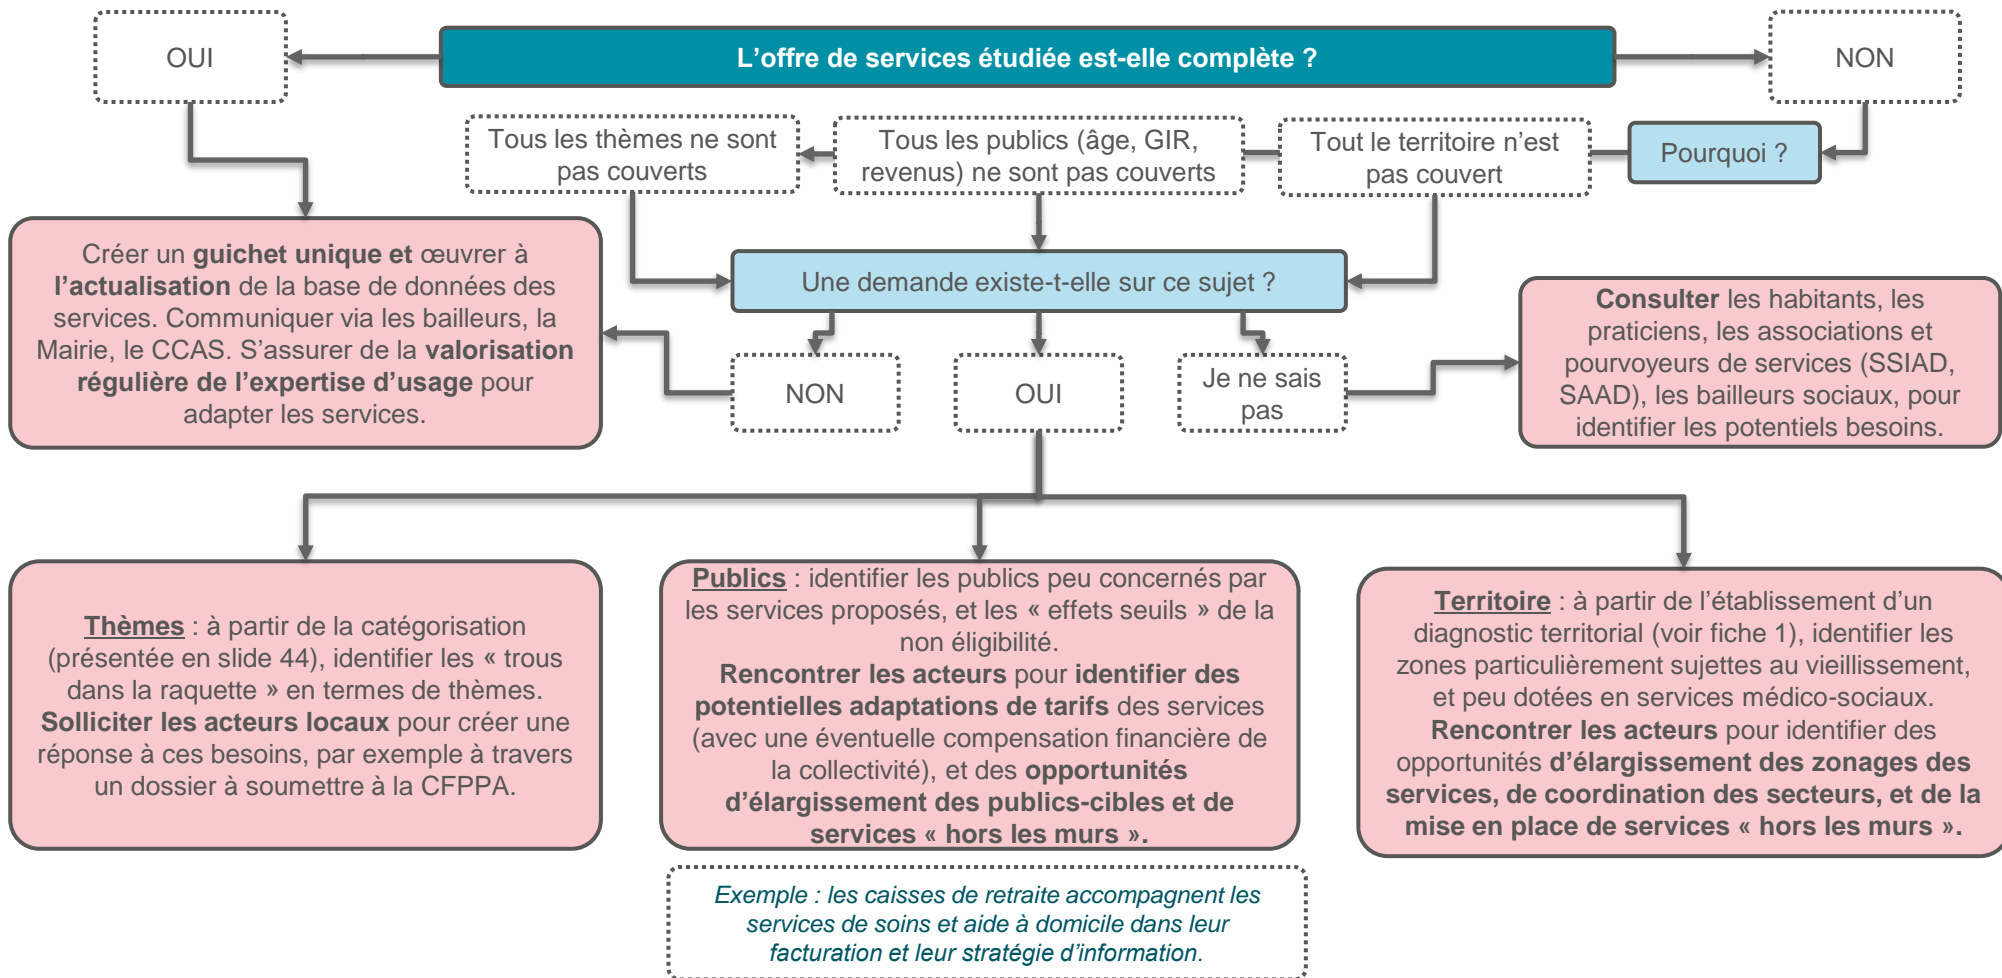 L'offre de services étudiée est-elle complète ?
OUI
NON
Pourquoi ?
Tous les thèmes ne sont
pas couverts
Tous les publics (âge, GIR,
revenus) ne sont pas couverts
Tout le territoire n'est
pas couvert
Créer un guichet unique et œuvrer à
l'actualisation de la base de données des
services. Communiquer via les bailleurs, la
Mairie, le CCAS. S'assurer de la valorisation
régulière de l'expertise d'usage pour
adapter les services.
Une demande existe-t-elle sur ce sujet ?
NON
OUI
Je ne sais
pas
Consulter les habitants, les
praticiens, les associations et
pourvoyeurs de services (SSIAD,
SAAD), les bailleurs sociaux, pour
identifier les potentiels besoins.
Thèmes : à partir de la catégorisation
(présentée en slide 44), identifier les « trous
dans la raquette » en termes de thèmes.
Solliciter les acteurs locaux pour créer une
réponse à ces besoins, par exemple à travers
un dossier à soumettre à la CFPPA.
Publics : identifier les publics peu concernés par
les services proposés, et les « effets seuils » de la
non éligibilité.
Rencontrer les acteurs pour identifier des
potentielles adaptations de tarifs des services
(avec une éventuelle compensation financière de
la collectivité), et des opportunités
d'élargissement des publics-cibles et de
services « hors les murs ».
Territoire : à partir de l'établissement d'un
diagnostic territorial (voir fiche 1), identifier les
zones particulièrement sujettes au vieillissement,
et peu dotées en services médico-sociaux.
Rencontrer les acteurs pour identifier des
opportunités d'élargissement des zonages des
services, de coordination des secteurs, et de la
mise en place de services « hors les murs ».
Exemple : les caisses de retraite accompagnent les
services de soins et aide à domicile dans leur
facturation et leur stratégie d'information.